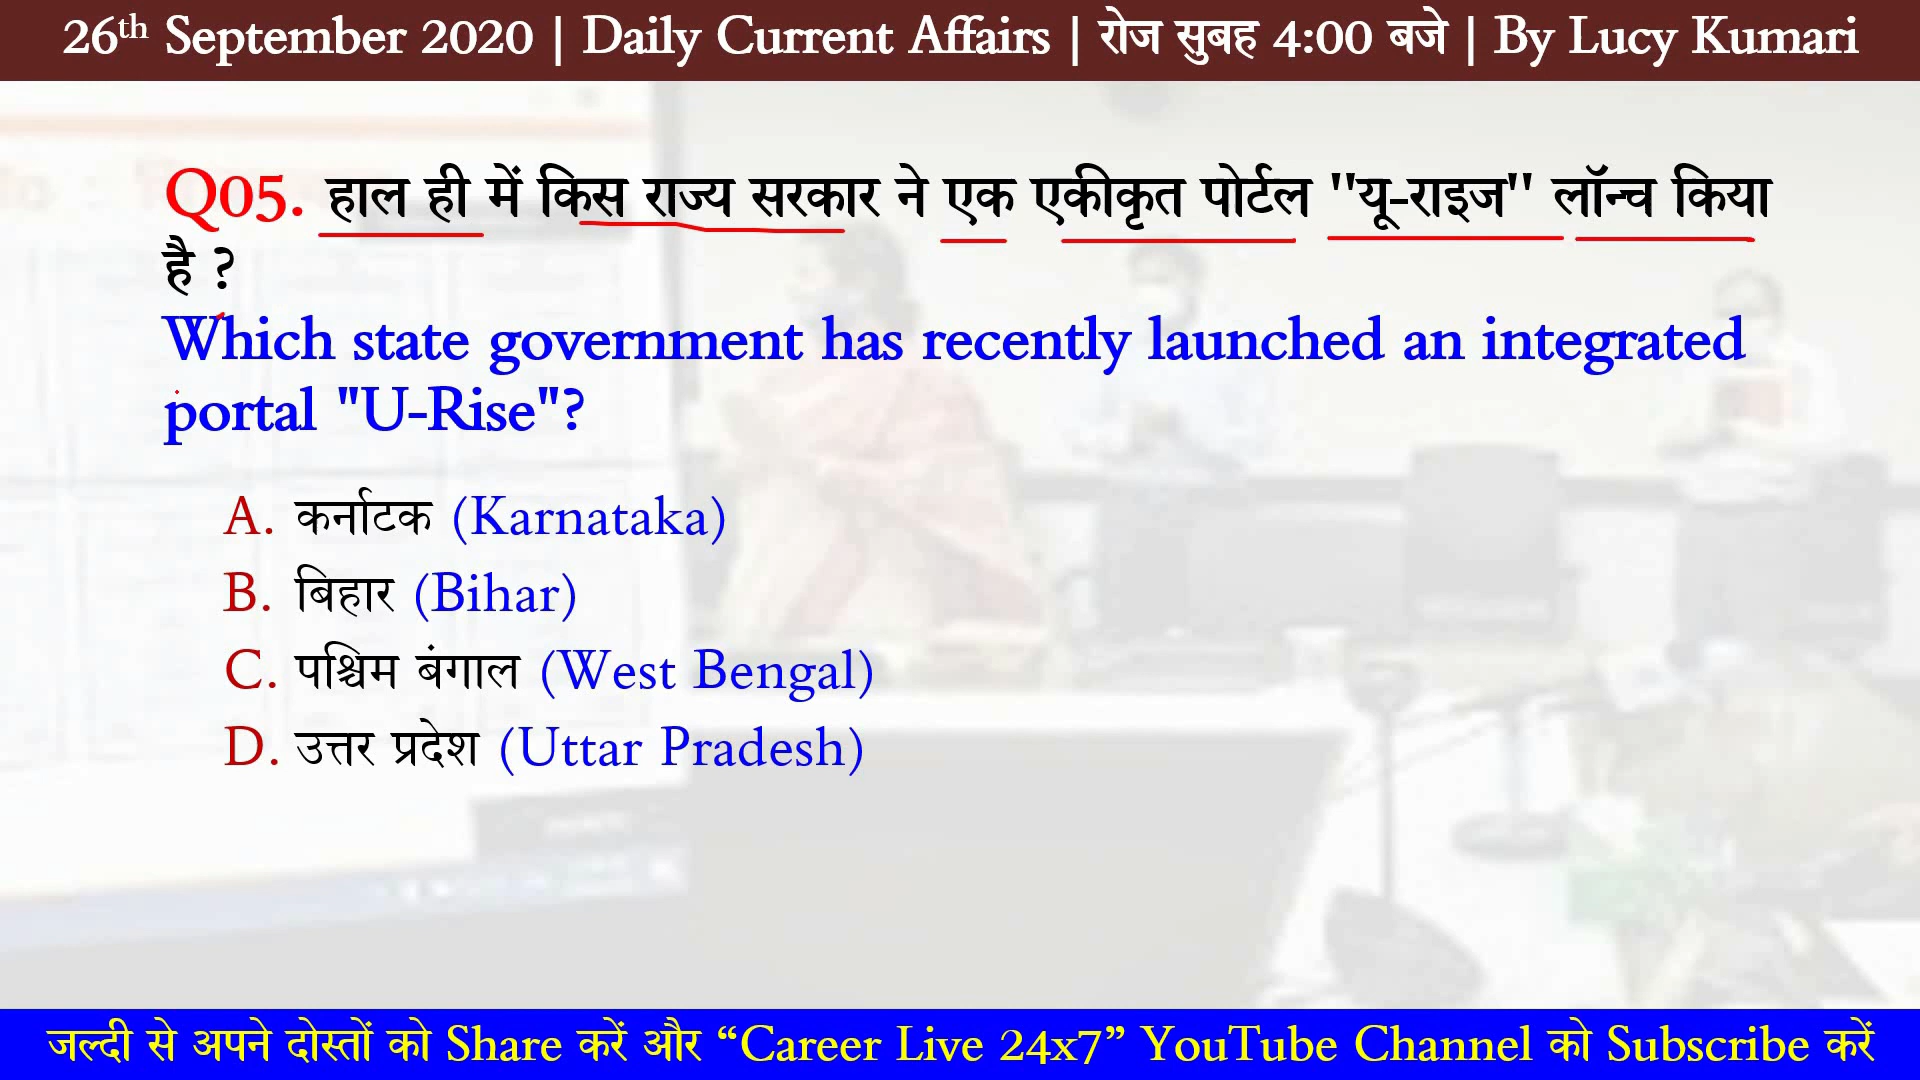 26th September 2020 | Daily Current Affairs | रोज सुबह 4:00 बजे | By Lucy Kumari
Q05. हाल ही में किस राज्य सरकार ने एक एकीकृत पोर्टल "यू-राइज" लॉन्च किया
है ?
Which state government has recently launched an integrated
portal "U-Rise"?
A. कर्नाटक (Karnataka)
B. बिहार (Bihar)
C. पश्चिम बंगाल (West Bengal)
D. उत्तर प्रदेश (Uttar Pradesh)
जल्दी से अपने दोस्तों को Share करें और “Career Live 24x7” YouTube Channel को Subscribe करें